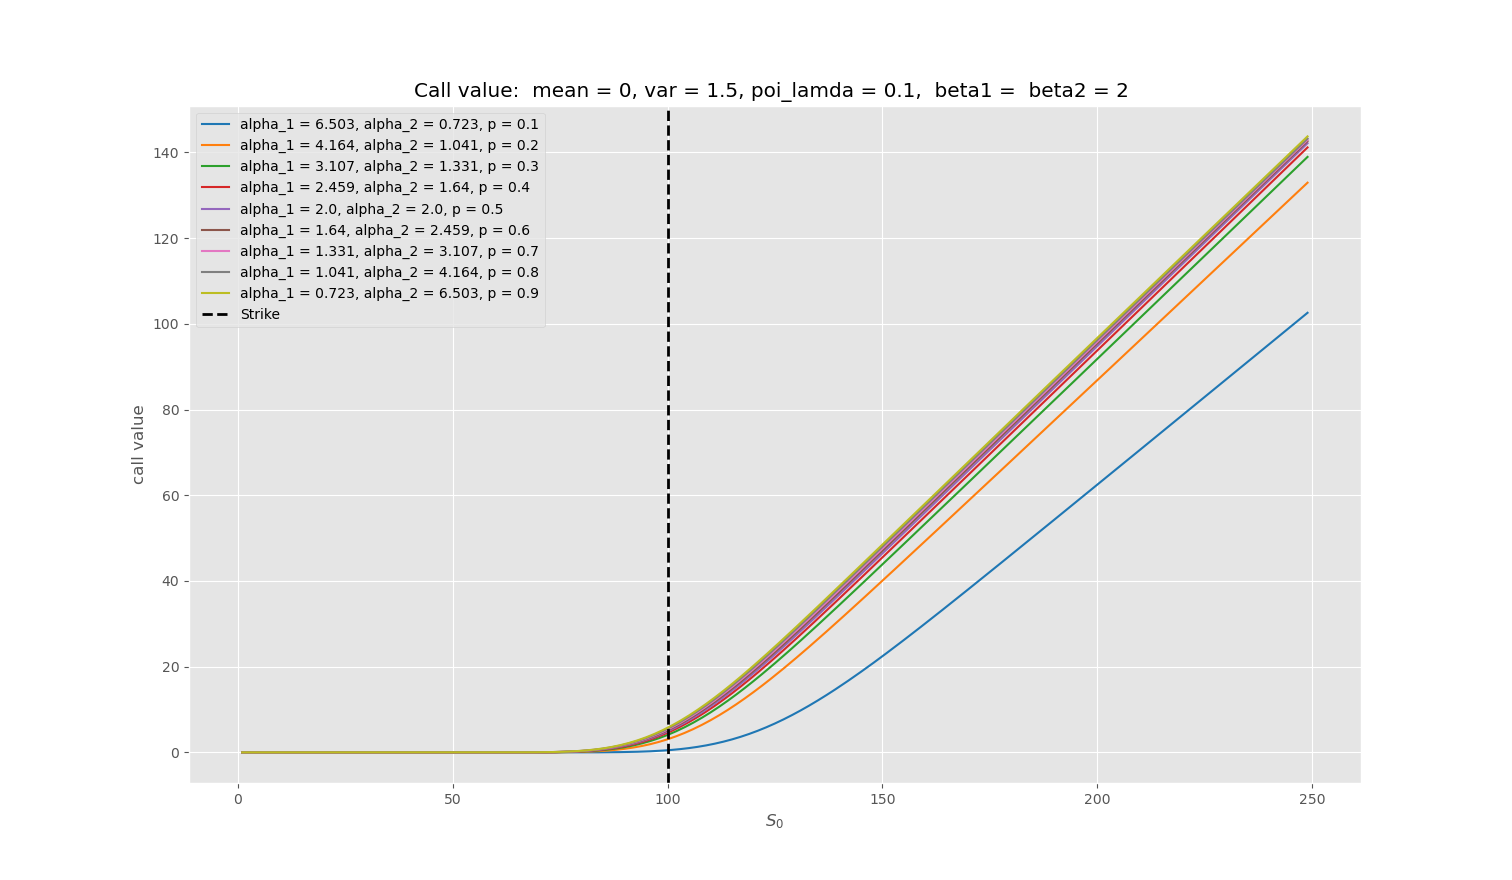 Call value:  mean = 0, var = 1.5, poi_lamda = 0.1,  beta1 =  beta2 = 2
alpha_1 = 6.503, alpha_2 = 0.723, p = 0.1
alpha_1 = 4.164, alpha_2 = 1.041, p = 0.2
alpha_1 = 3.107, alpha_2 = 1.331, p = 0.3
alpha_1 = 2.459, alpha_2 = 1.64, p = 0.4
alpha_1 = 2.0, alpha_2 = 2.0, p = 0.5
alpha_1 = 1.64, alpha_2 = 2.459, p = 0.6
alpha_1 = 1.331, alpha_2 = 3.107, p = 0.7
alpha_1 = 1.041, alpha_2 = 4.164, p = 0.8
alpha_1 = 0.723, alpha_2 = 6.503, p = 0.9
Strike
140
120
100
80
60
40
20
0
call value
0 50 100 150 200 250
S₀